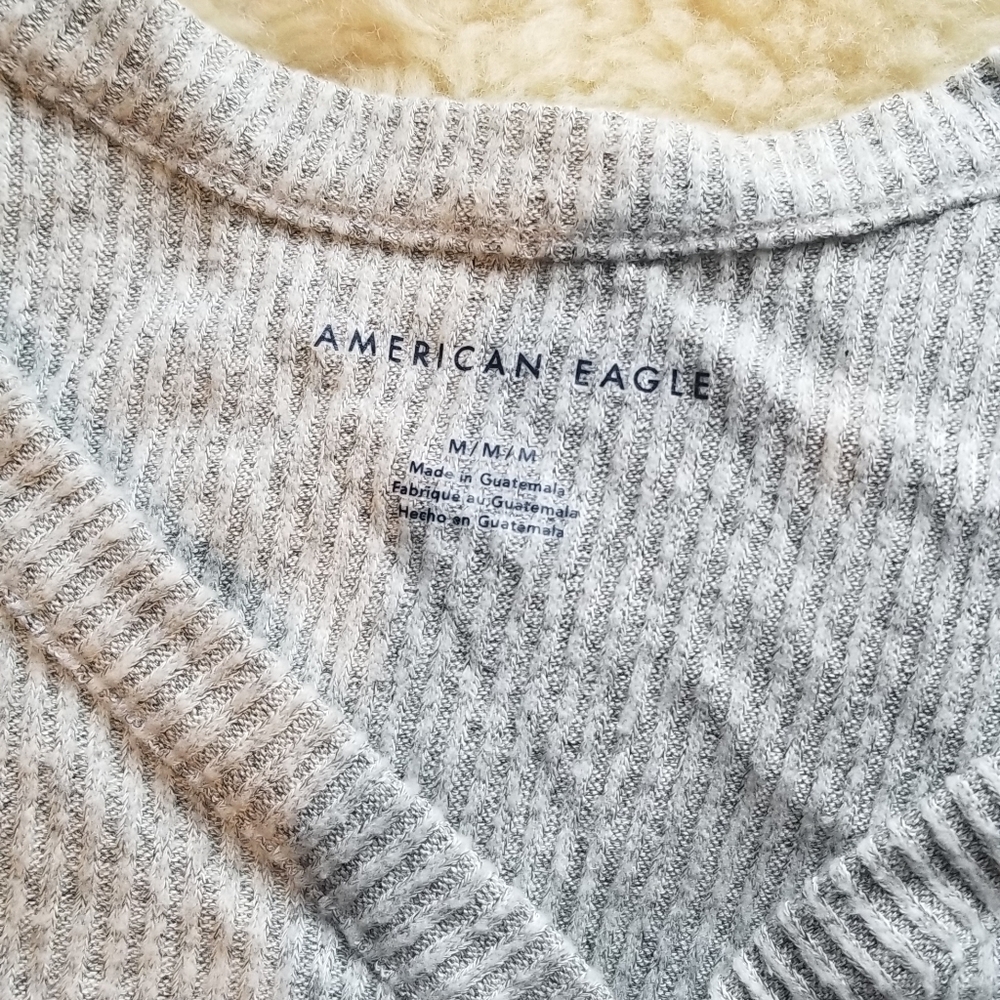 AMERICAN EAGLE
M/M/M
Made in Guatemala
Fabriqué au Guatemala
Hecho en Guatemala